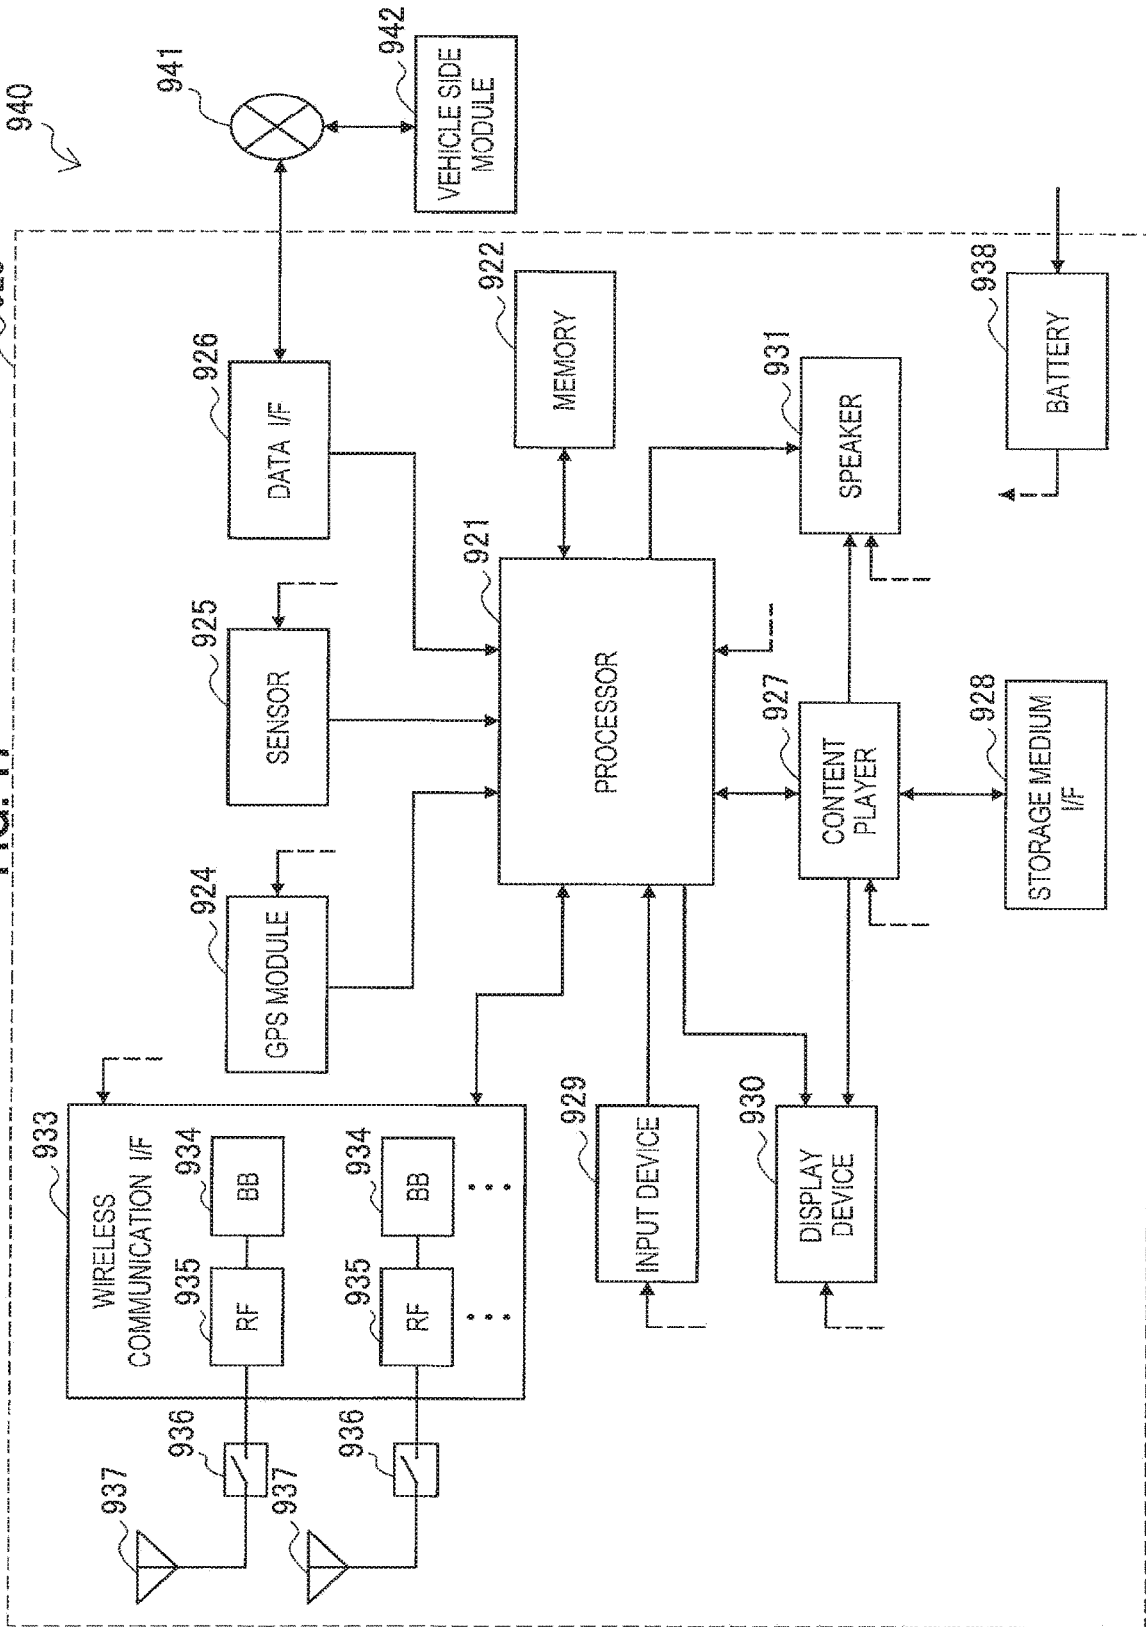 940
941
942
VEHICLE SIDE
MODULE
933
WIRELESS
COMMUNICATION I/F
934
BB
935
RF
934
BB
935
RF
936
936
937
937
924
GPS MODULE
925
SENSOR
926
DATA I/F
921
PROCESSOR
922
MEMORY
929
INPUT DEVICE
930
DISPLAY
DEVICE
927
CONTENT
PLAYER
928
STORAGE MEDIUM
I/F
931
SPEAKER
938
BATTERY